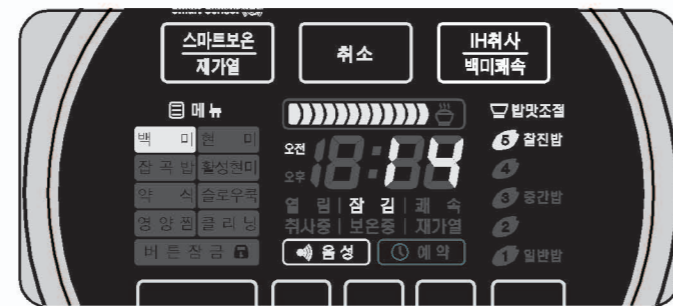 스마트보온
재가열
취소
IH취사
백미쾌속
메뉴
백 미 현 미
잡곡밥 활성현미
약 식 슬로우쿡
영양찜 클리닝
버튼잠금
오전
오후
14
열 림 | 잠 김 | 쾌 속
취사중 | 보온중 | 재가열
음성 예약
밥맛조절
5 찰진밥
4
3 중간밥
2
1 일반밥